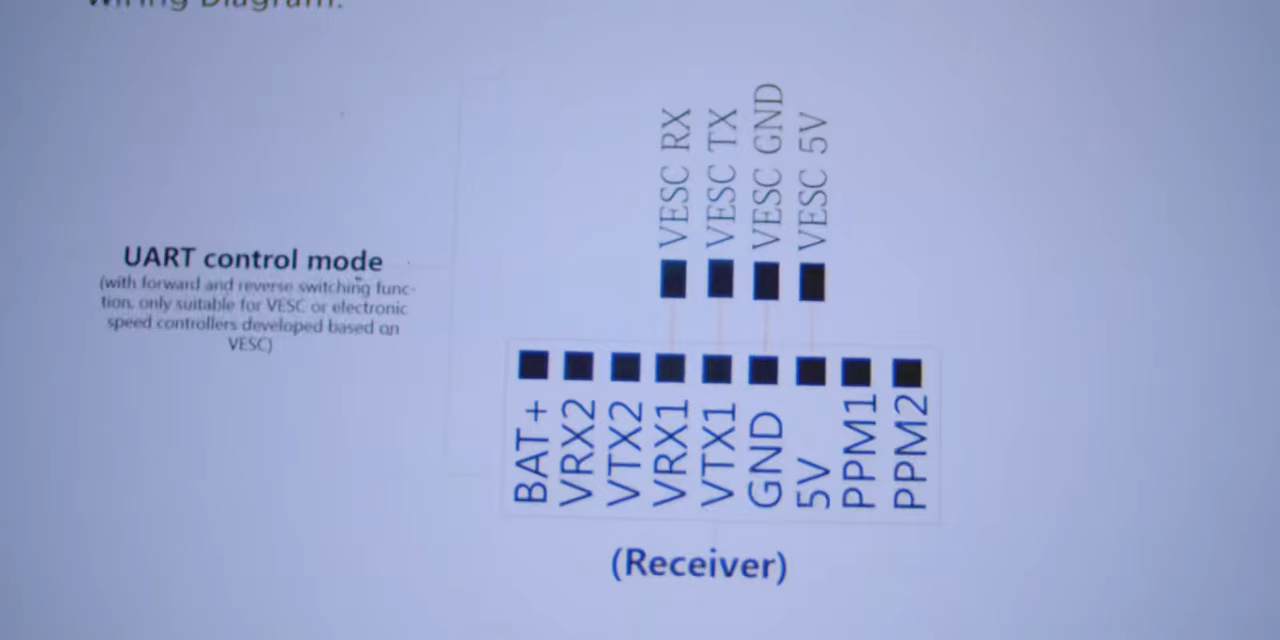 Wiring Diagram:
VESC RX
VESC TX
VESC GND
VESC 5V
UART control mode
(with forward and reverse switching func-
tion, only suitable for VESC or electronic
speed controllers developed based on
VESC)
BAT+
VRX2
VTX2
VRX1
VTX1
GND
5V
PPM1
PPM2
(Receiver)